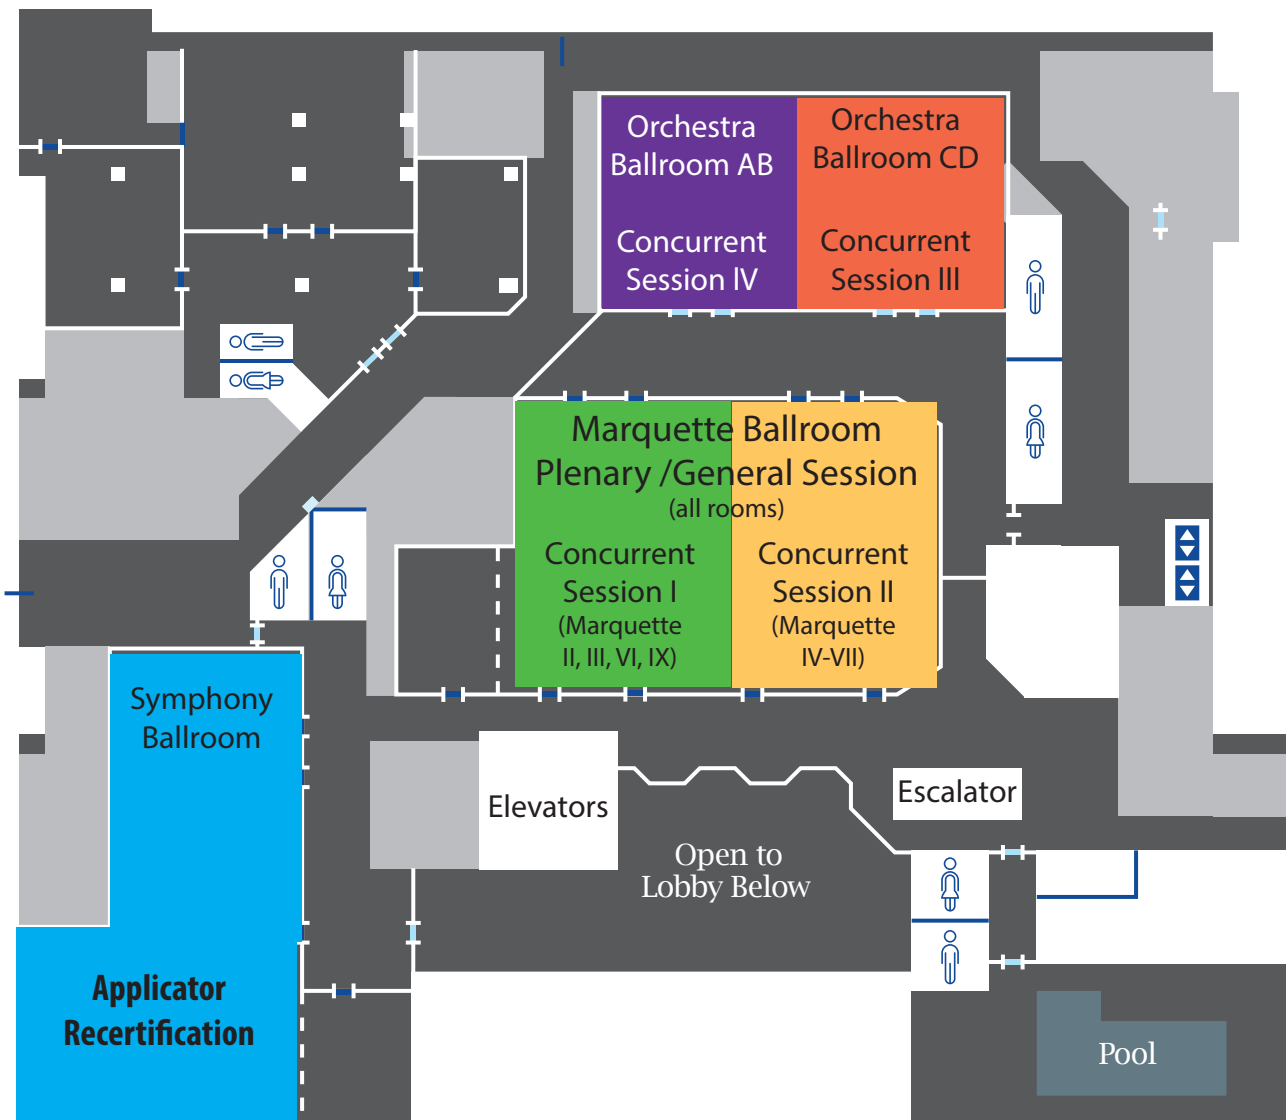 Orchestra
Ballroom AB
Concurrent
Session lV
Orchestra
Ballroom CD
Concurrent
Session lll
Marquette Ballroom
Plenary /General Session
(all rooms)
Concurrent
Session I
(Marquette
II, III, VI, IX)
Concurrent
Session II
(Marquette
IV-VII)
Symphony
Ballroom
Applicator
Recertification
Elevators
Escalator
Open to
Lobby Below
Pool